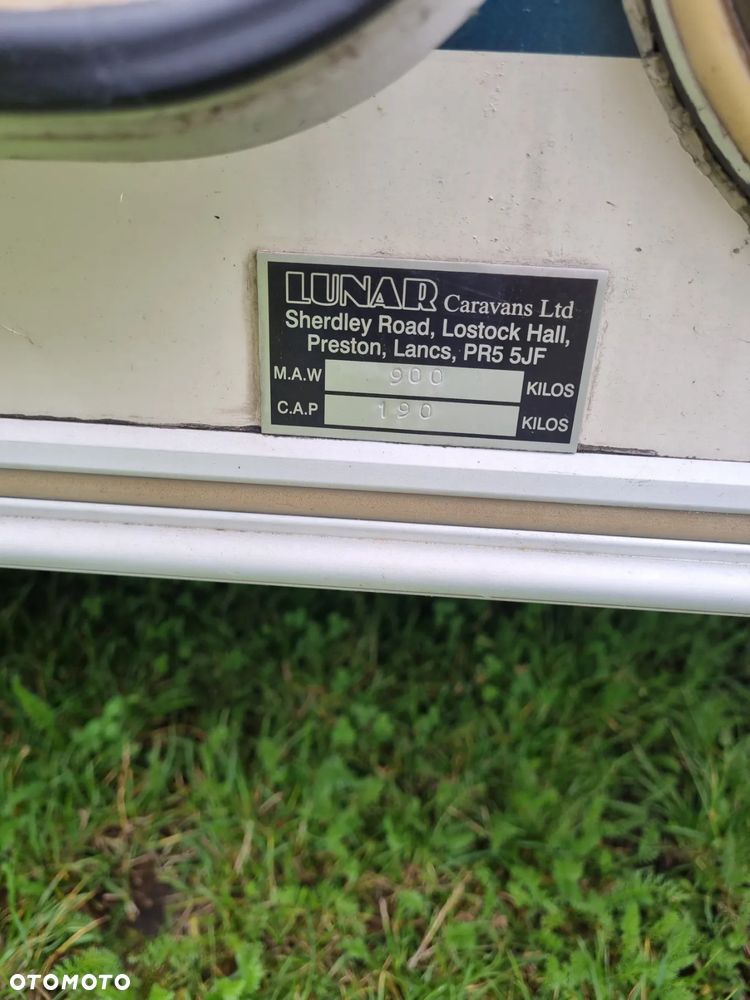 LUNAR Caravans Ltd
Sherdley Road, Lostock Hall,
Preston, Lancs, PR5 5JF
M.A.W 900 KILOS
C.A.P 190 KILOS
OTOMOTO